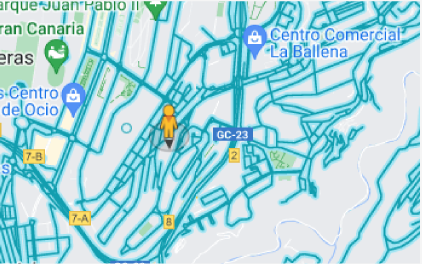 Parque Juan Pablo II
Gran Canaria
Centro Comercial
La Ballena
eras
s Centro
de Ocio
GC-23
7-B
2
7-A
8